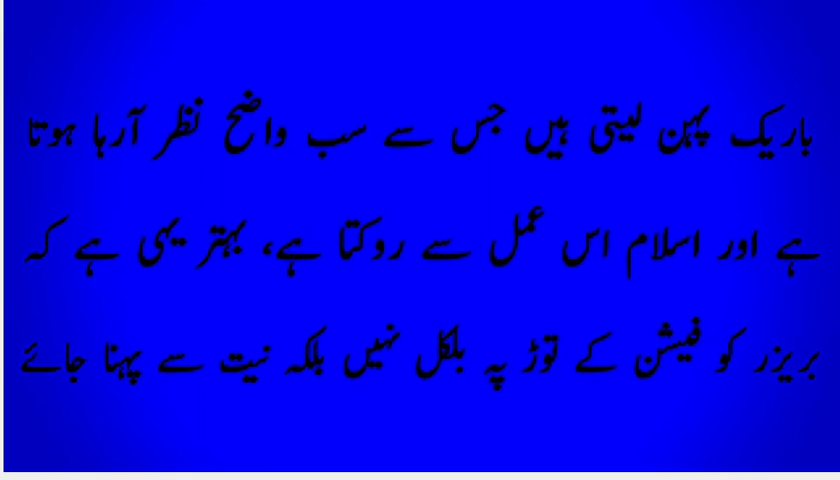 باریک پہن لیتی ہیں جس سے سب واضح نظر آرہا ہوتا
ہے اور اسلام اس عمل سے روکتا ہے، بہتر یہی ہے کہ
بریزر کو فیشن کے توڑ پہ بلکل نہیں بلکہ نیت سے پہنا جائے